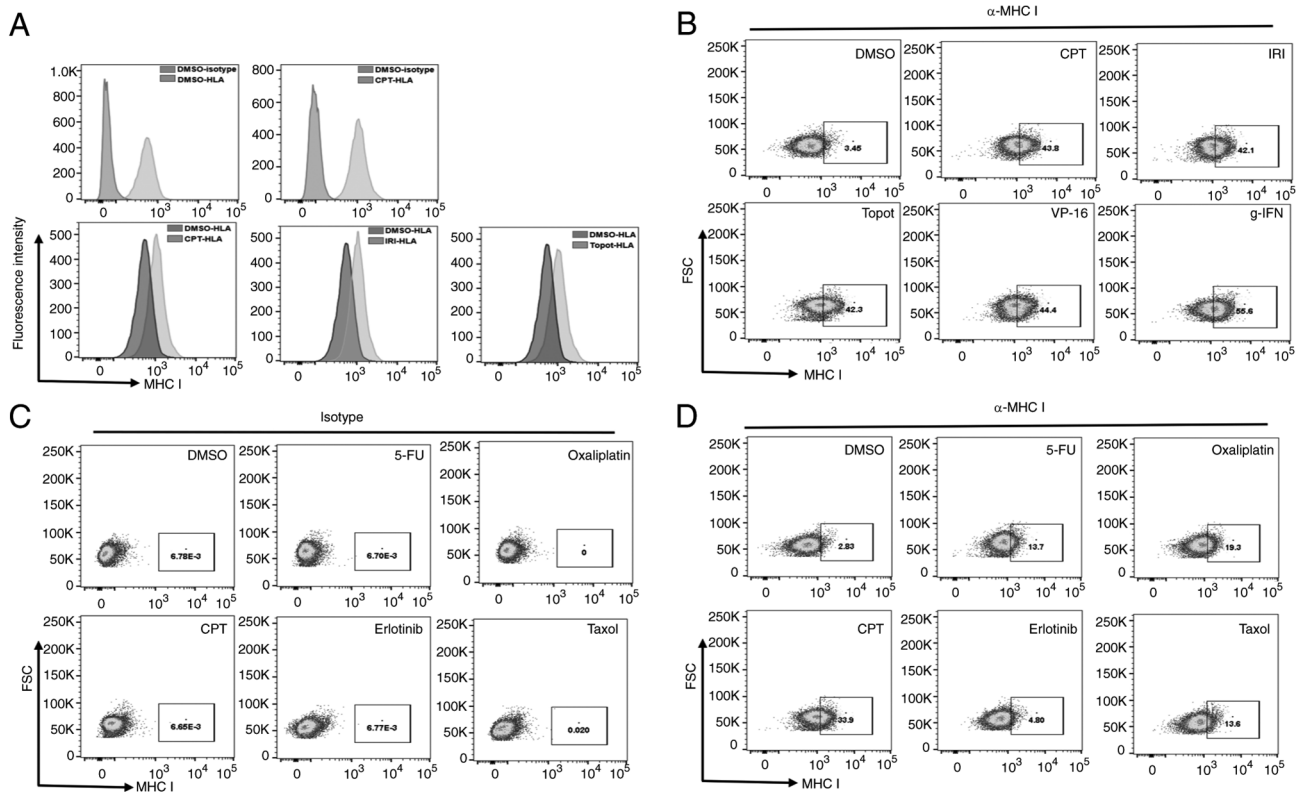 A
1.0K
800
600
400
200
0
DMSO-isotype
DMSO-HLA
0 10³ 10⁴ 10⁵
800
600
400
200
0
DMSO-isotype
CPT-HLA
0 10³ 10⁴ 10⁵
Fluorescence intensity
500
400
300
200
100
0
DMSO-HLA
CPT-HLA
0 10³ 10⁴ 10⁵
MHC I
500
400
300
200
100
0
DMSO-HLA
IRI-HLA
0 10³ 10⁴ 10⁵
500
400
300
200
100
0
DMSO-HLA
Topot-HLA
0 10³ 10⁴ 10⁵
B
α-MHC I
250K
200K
150K
100K
50K
0
DMSO
3.45
0 10³ 10⁴ 10⁵
250K
200K
150K
100K
50K
0
CPT
43.8
0 10³ 10⁴ 10⁵
250K
200K
150K
100K
50K
0
IRI
42.1
0 10³ 10⁴ 10⁵
FSC
250K
200K
150K
100K
50K
0
Topot
42.3
0 10³ 10⁴ 10⁵
MHC I
250K
200K
150K
100K
50K
0
VP-16
44.4
0 10³ 10⁴ 10⁵
250K
200K
150K
100K
50K
0
g-IFN
55.6
0 10³ 10⁴ 10⁵
C
Isotype
250K
200K
150K
100K
50K
0
DMSO
6.78E-3
0 10³ 10⁴ 10⁵
250K
200K
150K
100K
50K
0
5-FU
6.70E-3
0 10³ 10⁴ 10⁵
250K
200K
150K
100K
50K
0
Oxaliplatin
0
0 10³ 10⁴ 10⁵
FSC
250K
200K
150K
100K
50K
0
CPT
6.65E-3
0 10³ 10⁴ 10⁵
MHC I
250K
200K
150K
100K
50K
0
Erlotinib
6.77E-3
0 10³ 10⁴ 10⁵
250K
200K
150K
100K
50K
0
Taxol
0.020
0 10³ 10⁴ 10⁵
D
α-MHC I
250K
200K
150K
100K
50K
0
DMSO
2.83
0 10³ 10⁴ 10⁵
250K
200K
150K
100K
50K
0
5-FU
13.7
0 10³ 10⁴ 10⁵
250K
200K
150K
100K
50K
0
Oxaliplatin
19.3
0 10³ 10⁴ 10⁵
FSC
250K
200K
150K
100K
50K
0
CPT
33.9
0 10³ 10⁴ 10⁵
MHC I
250K
200K
150K
100K
50K
0
Erlotinib
4.80
0 10³ 10⁴ 10⁵
250K
200K
150K
100K
50K
0
Taxol
13.6
0 10³ 10⁴ 10⁵